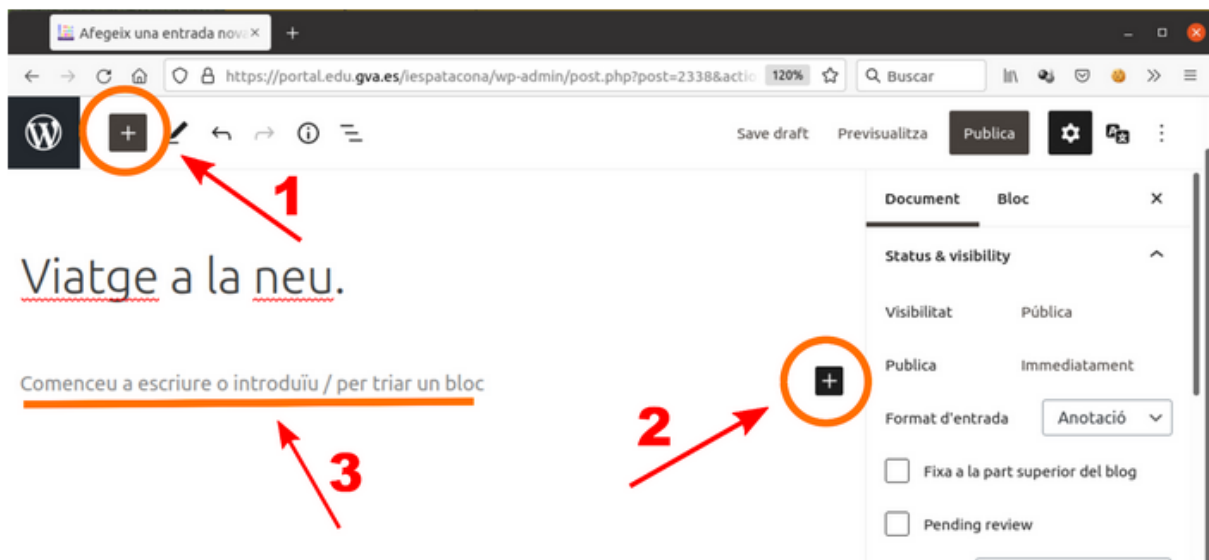 Afegeix una entrada nov
https://portal.edu.gva.es/iespatacona/wp-admin/post.php?post=2338&actio 120% Buscar
Save draft Previsualitza Publica
1
Document Bloc
Status & visibility
Viatge a la neu.
Visibilitat Pública
Publica Immediatament
Comenceu a escriure o introduïu / per triar un bloc
2
Format d'entrada Anotació
3
Fixa a la part superior del blog
Pending review